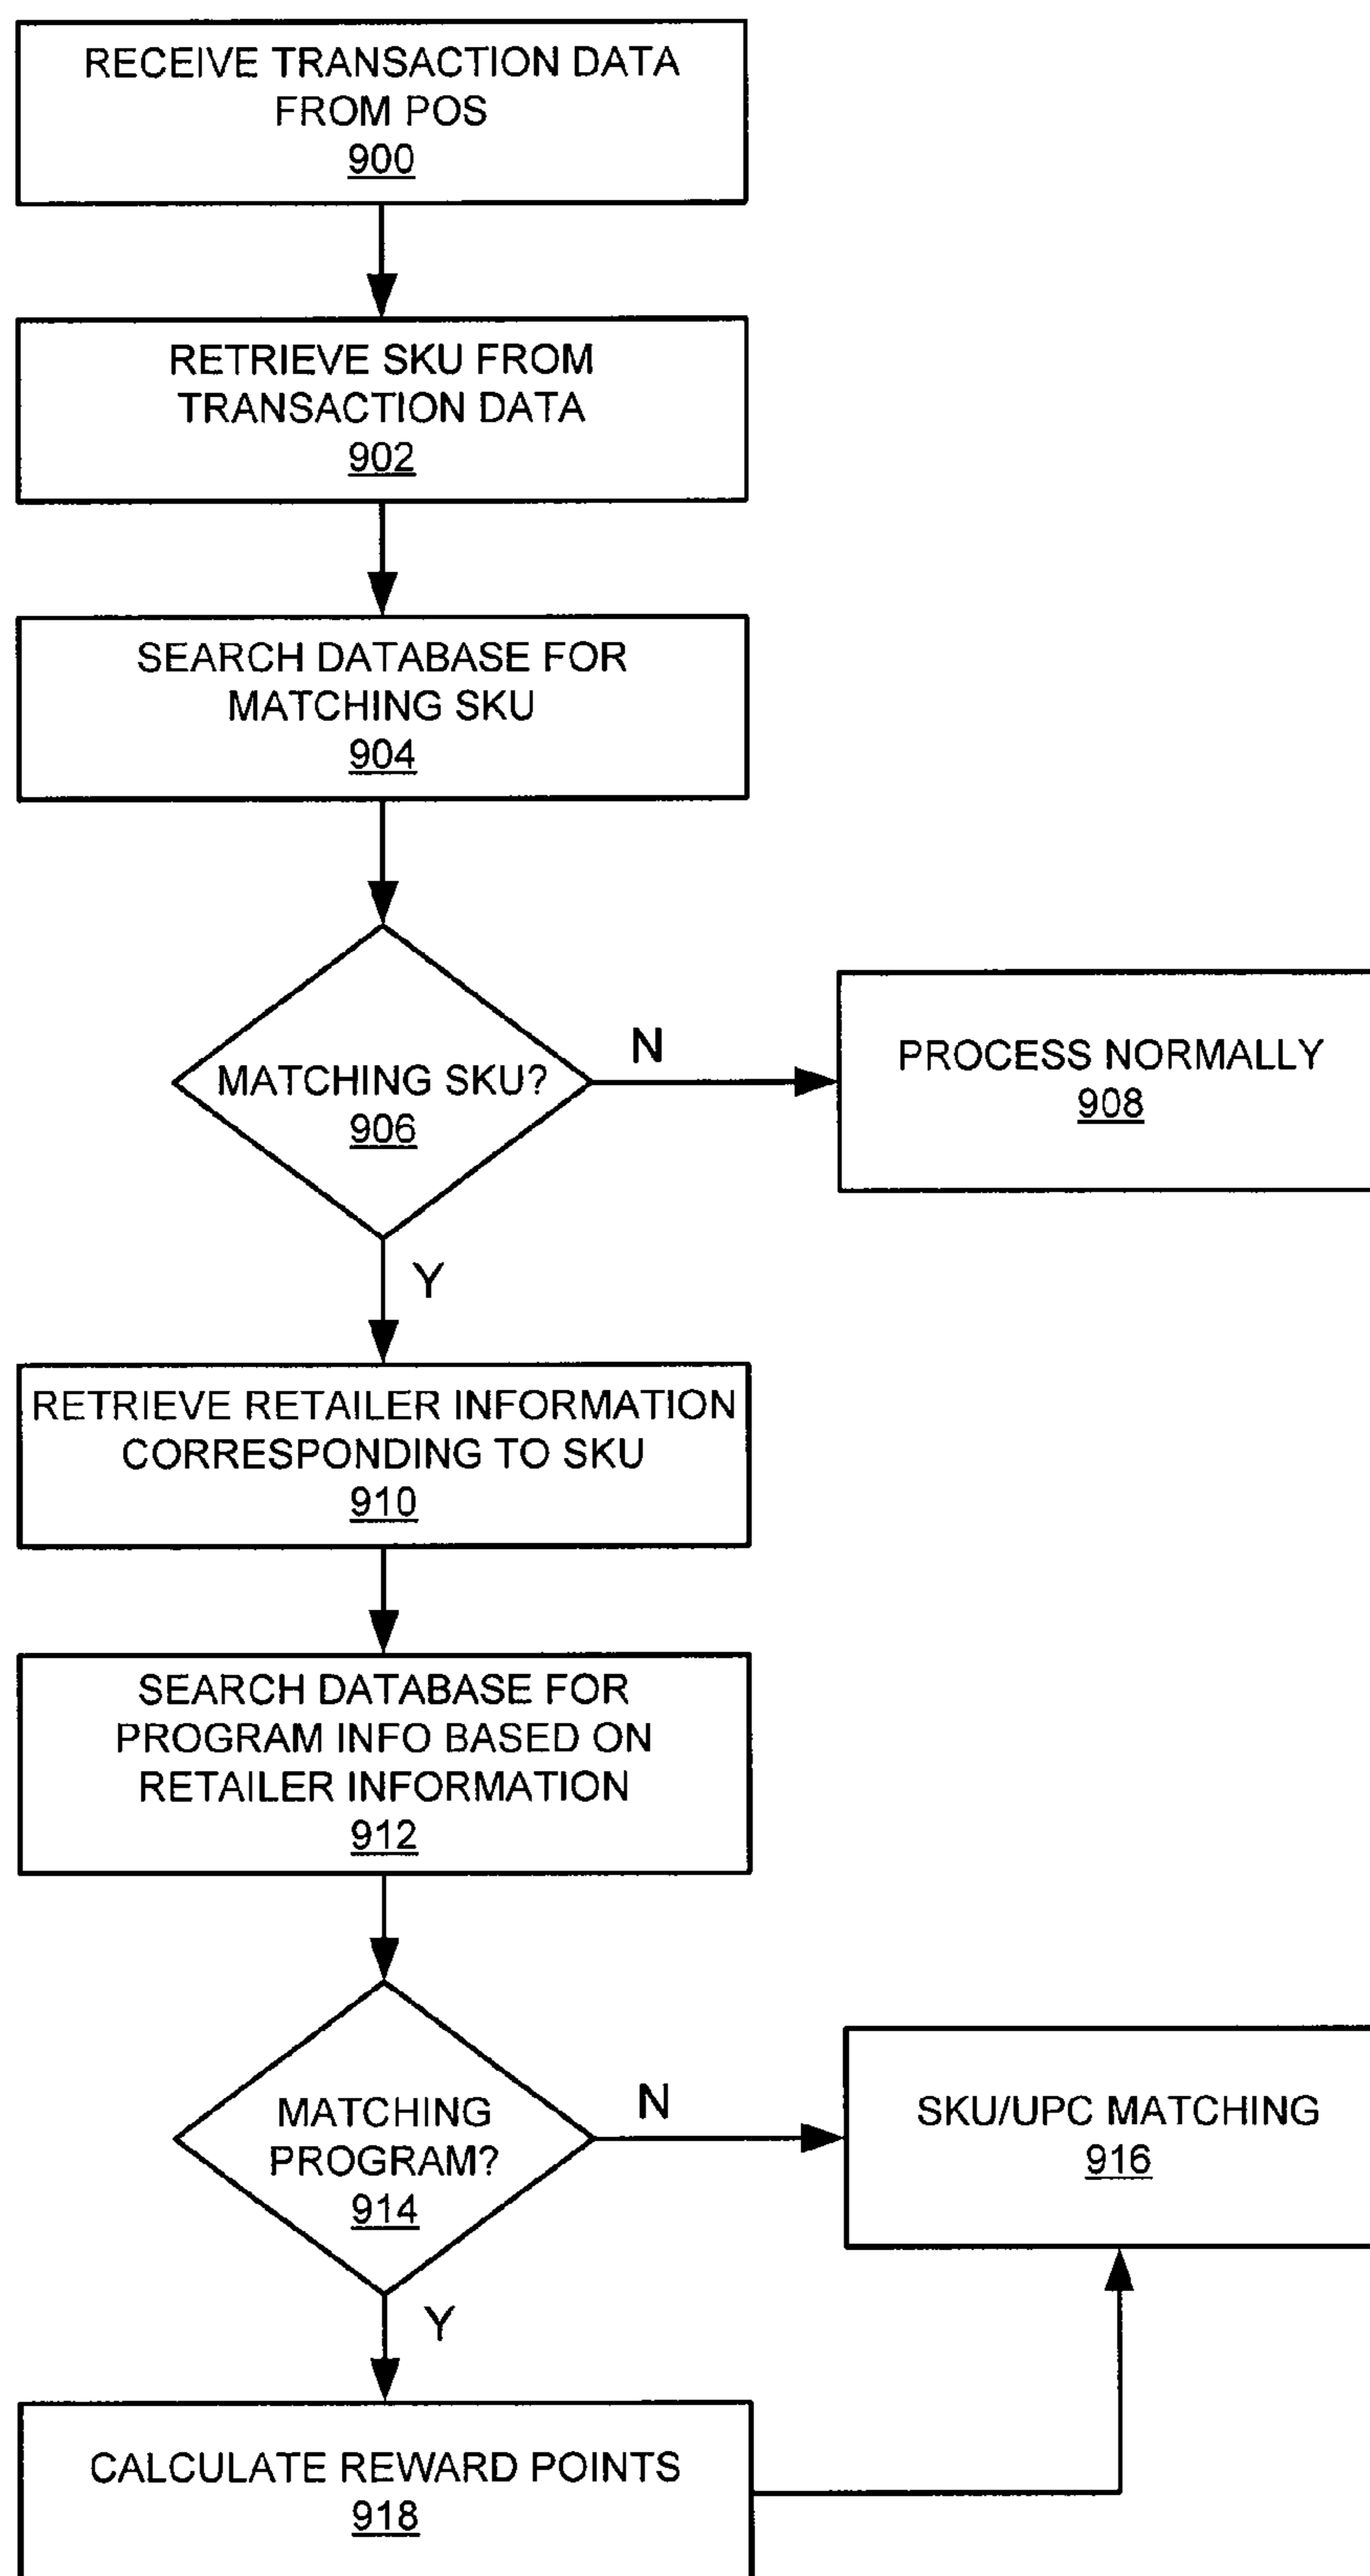 RECEIVE TRANSACTION DATA
FROM POS
900
RETRIEVE SKU FROM
TRANSACTION DATA
902
SEARCH DATABASE FOR
MATCHING SKU
904
MATCHING SKU?
906
N
PROCESS NORMALLY
908
Y
RETRIEVE RETAILER INFORMATION
CORRESPONDING TO SKU
910
SEARCH DATABASE FOR
PROGRAM INFO BASED ON
RETAILER INFORMATION
912
MATCHING
PROGRAM?
914
N
SKU/UPC MATCHING
916
Y
CALCULATE REWARD POINTS
918